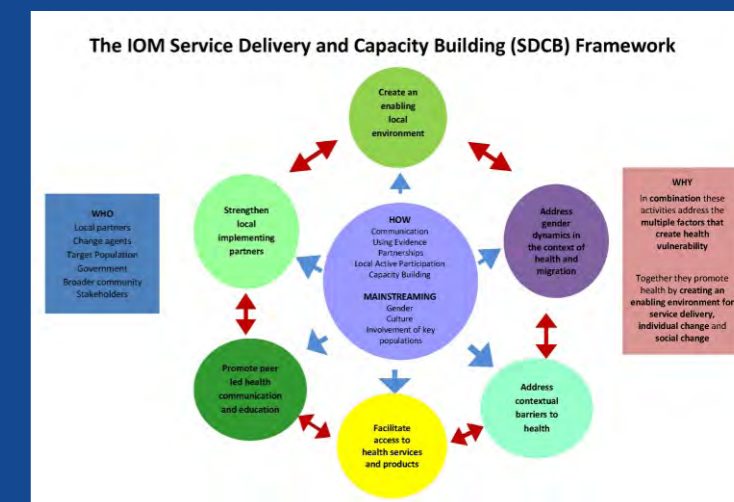 The IOM Service Delivery and Capacity Building (SDCB) Framework
Create an
enabling
local
environment
WHO
Local partners
Change agents
Target Population
Government
Broader community
Stakeholders
Strengthen
local
implementing
partners
HOW
Communication
Using Evidence
Partnerships
Local Active Participation
Capacity Building
MAINSTREAMING
Gender
Culture
Involvement of key
populations
Address
gender
dynamics in
the context of
health and
migration
WHY
In combination these
activities address the
multiple factors that
create health
vulnerability
Together they promote
health by creating an
enabling environment for
service delivery,
individual change and
social change
Promote peer
led health
communication
and education
Facilitate
access to
health services
and products
Address
contextual
barriers to
health